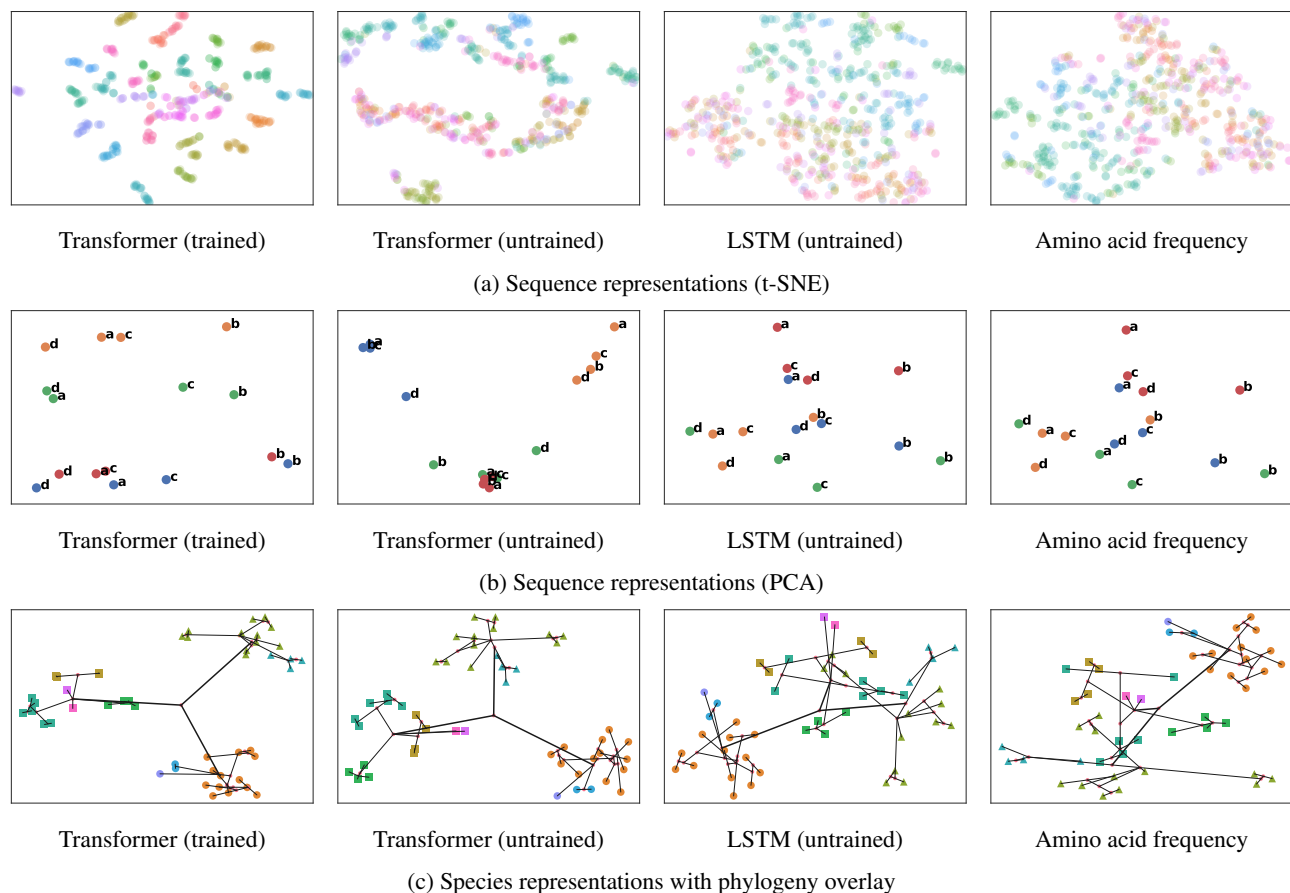 Transformer (trained) Transformer (untrained) LSTM (untrained) Amino acid frequency
(a) Sequence representations (t-SNE)
d a c b d a c b d a c b d a c b
a b c d a c b d b d a c b a
a c a d b b c d a c d a b d c b a c
a c a d b b c a d d a c a b b c
Transformer (trained) Transformer (untrained) LSTM (untrained) Amino acid frequency
(b) Sequence representations (PCA)
Transformer (trained) Transformer (untrained) LSTM (untrained) Amino acid frequency
(c) Species representations with phylogeny overlay